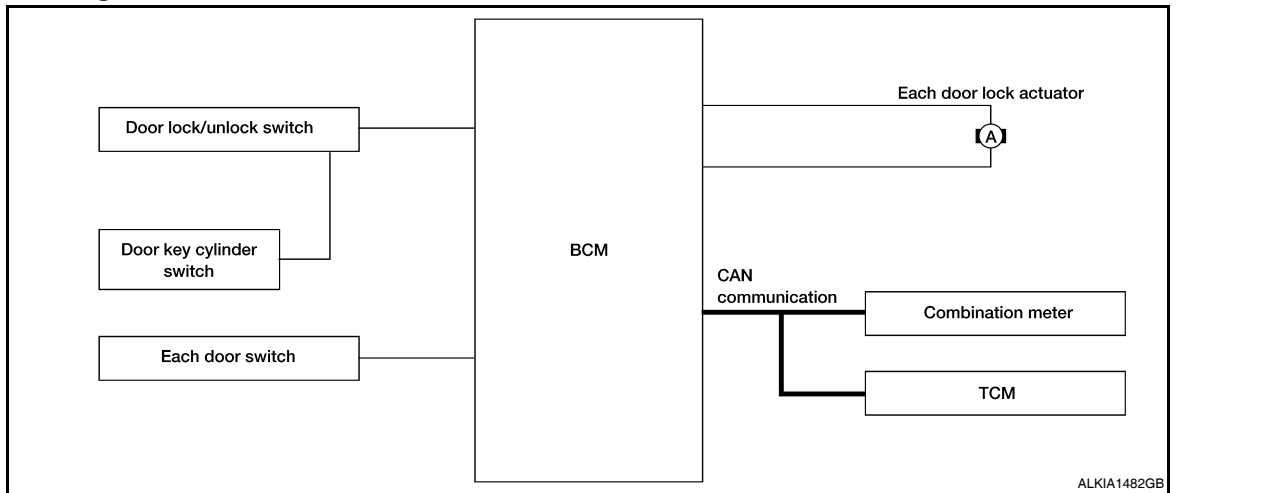 Each door lock actuator
Door lock/unlock switch
A
Door key cylinder
switch
BCM
CAN
communication
Combination meter
Each door switch
TCM
ALKIA1482GB